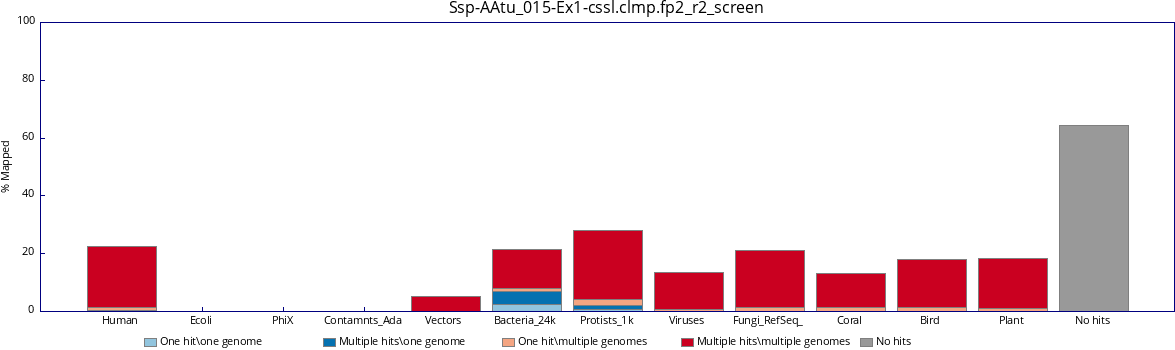 Ssp-AAtu_015-Ex1-cssl.clmp.fp2_r2_screen
100
80
60
40
20
0
% Mapped
Human Ecoli PhiX Contamnts_Ada Vectors Bacteria_24k Protists_1k Viruses Fungi_RefSeq_ Coral Bird Plant No hits
One hit\one genome Multiple hits\one genome One hit\multiple genomes Multiple hits\multiple genomes No hits